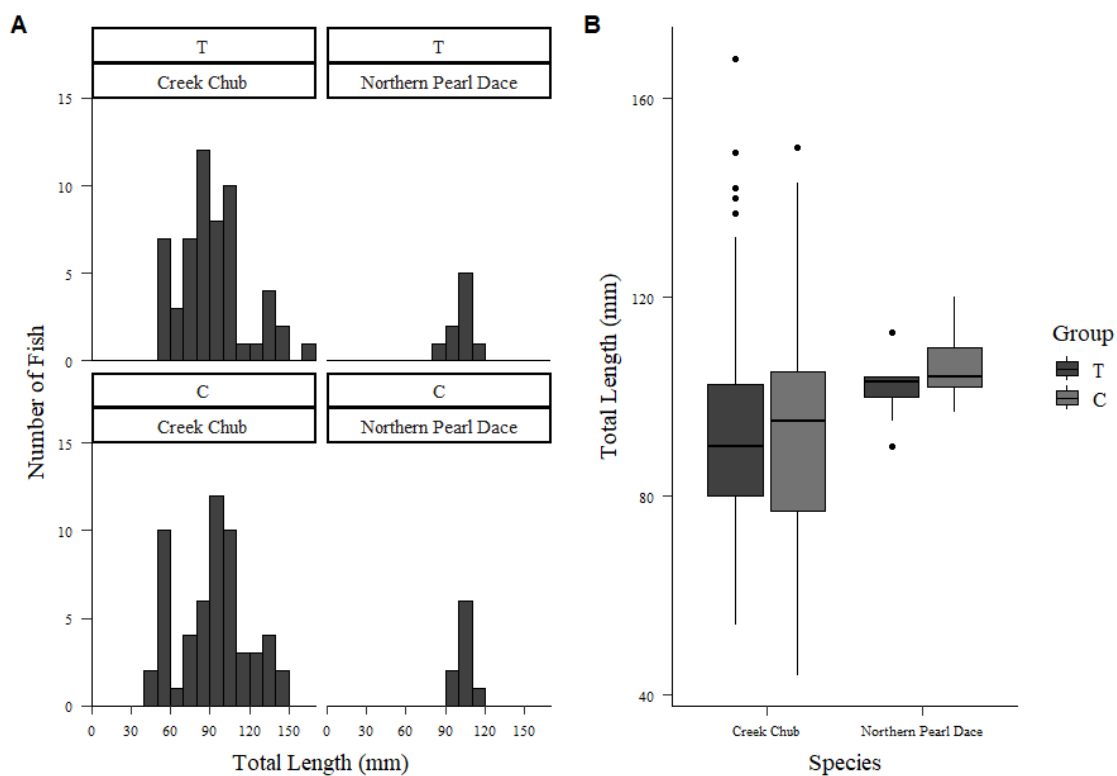 A
T
T
Creek Chub
Northern Pearl Dace
15
10
5
0
C
C
Creek Chub
Northern Pearl Dace
15
10
5
0
0 30 60 90 120 150
0 30 60 90 120 150
Number of Fish
Total Length (mm)
B
160
120
80
40
Total Length (mm)
Creek Chub
Northern Pearl Dace
Species
Group
T
C